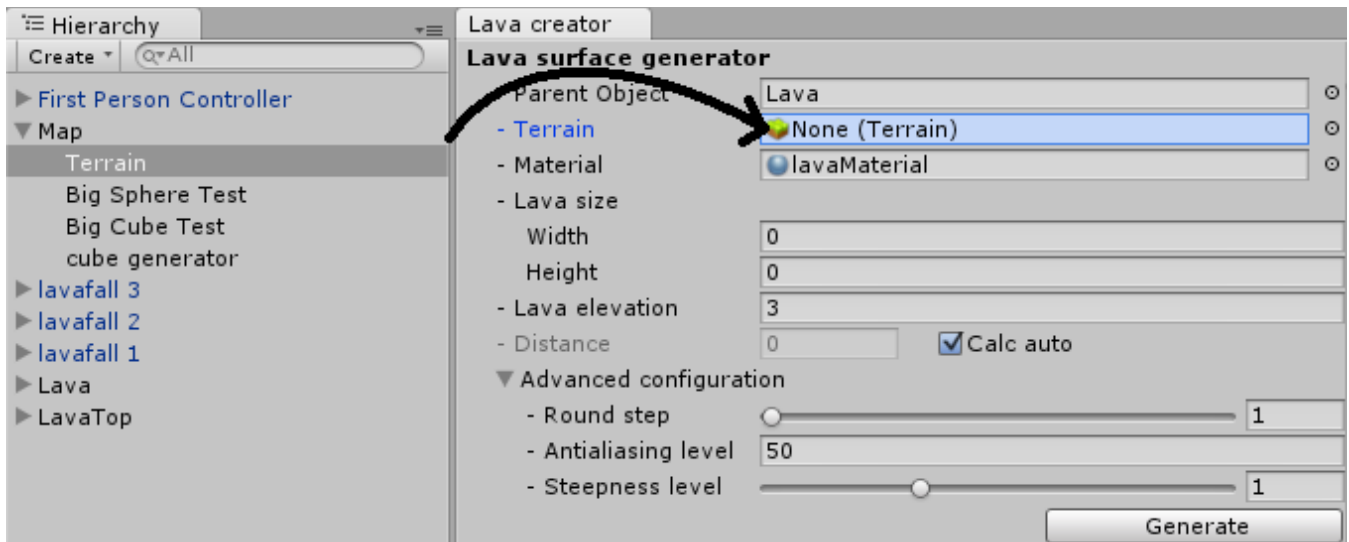 Hierarchy
Create
All
First Person Controller
Map
Terrain
Big Sphere Test
Big Cube Test
cube generator
lavafall 3
lavafall 2
lavafall 1
Lava
LavaTop
Lava creator
Lava surface generator
- Parent Object Lava
- Terrain None (Terrain)
- Material lavaMaterial
- Lava size
Width 0
Height 0
- Lava elevation 3
- Distance 0 Calc auto
Advanced configuration
- Round step 1
- Antialiasing level 50
- Steepness level 1
Generate